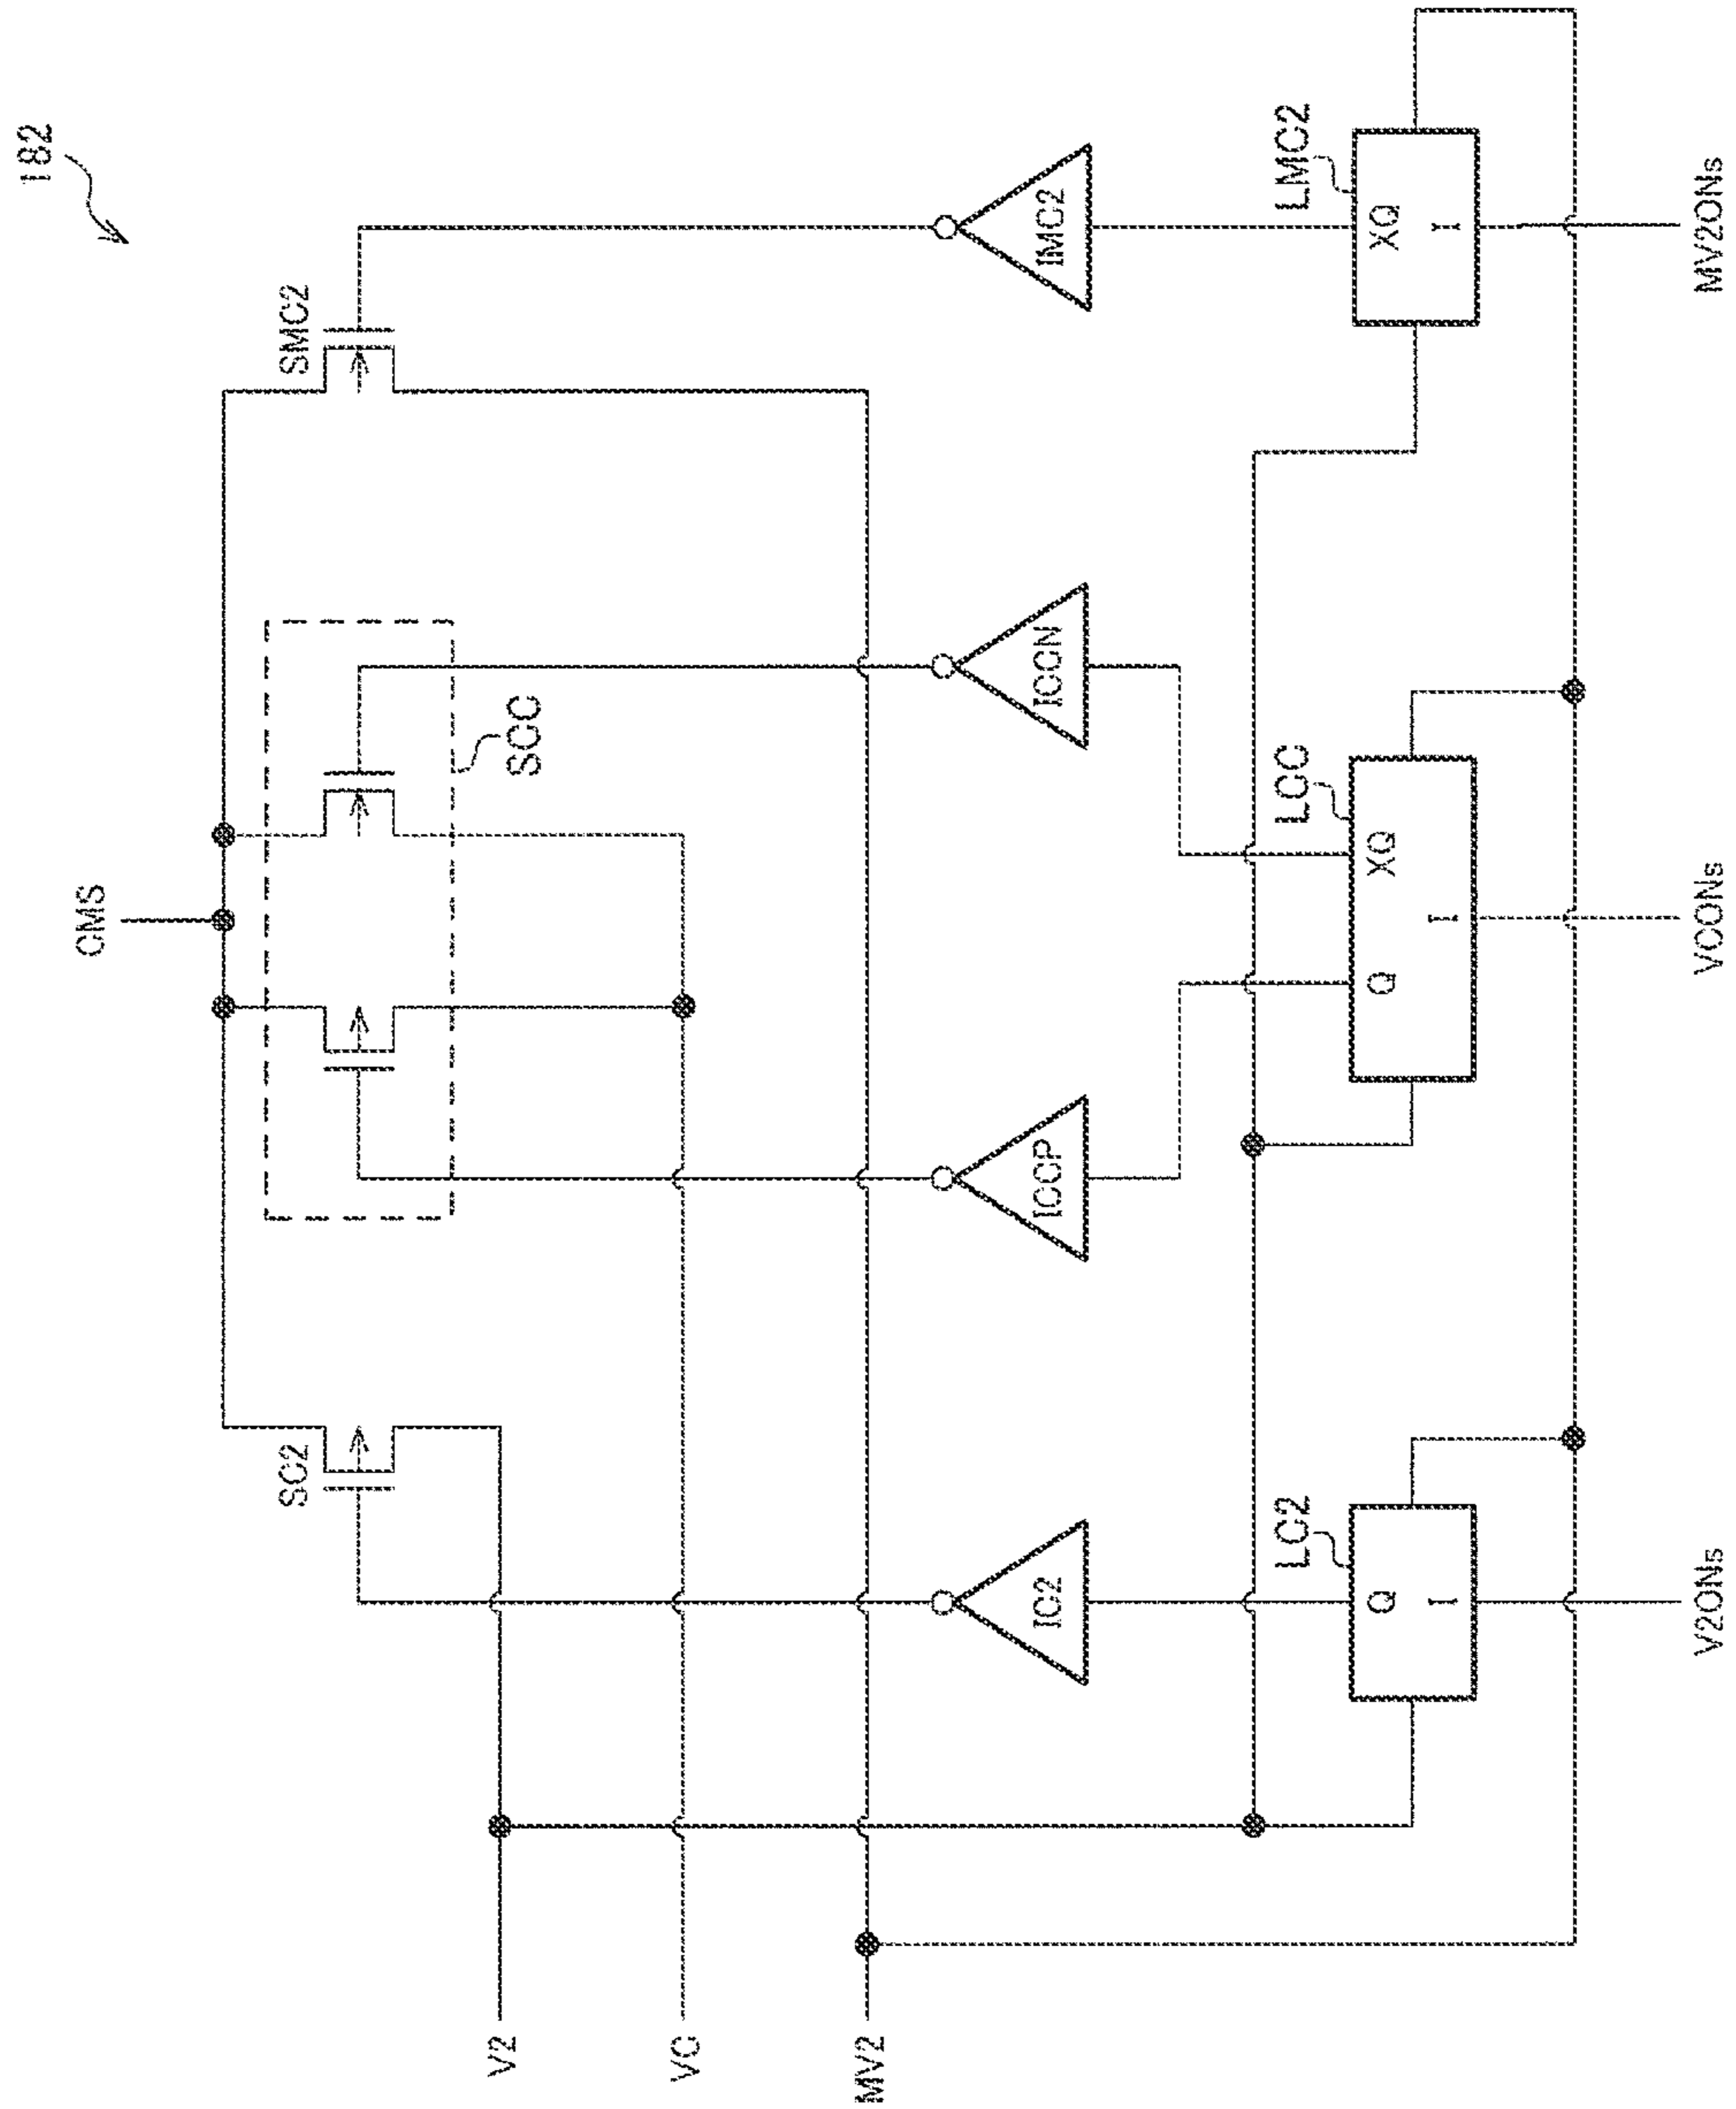 182
CMS
SC2
SMC2
V2
SCC
VC
MV2
IC2
ICCP
ICCN
IMC2
LC2
LCC
LMC2
Q
Q
XQ
XQ
I
I
I
V2ONs
VCONs
MV2ONs